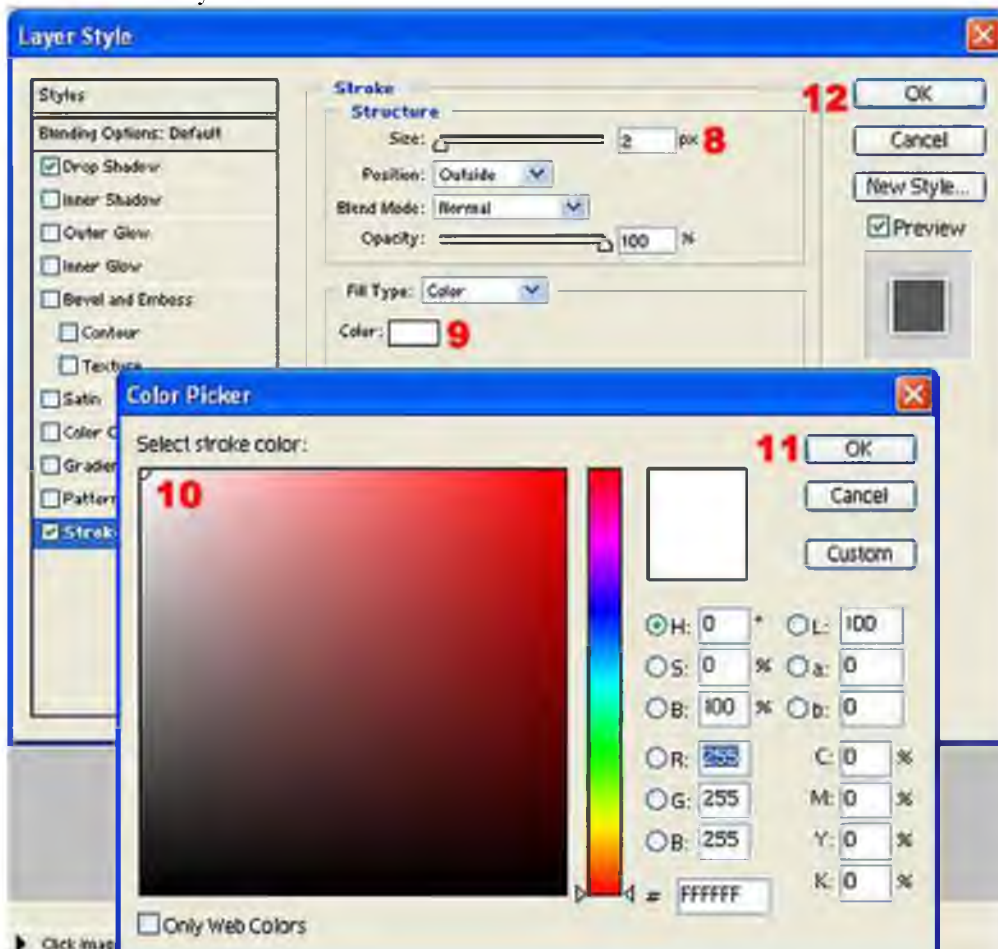 Layer Style
Styles
Blending Options: Default
Drop Shadow
Inner Shadow
Outer Glow
Inner Glow
Bevel and Emboss
Contour
Texture
Satin
Color
Stroke
Structure
Size: 2 px 8
Position: Outside
Blend Mode: Normal
Opacity: 100 %
Fill Type: Color
Color: 9
12 OK
Cancel
New Style...
Preview
Color Picker
Select stroke color:
10
11 OK
Cancel
Custom
H: 0 ° L: 100
S: 0 % a: 0
B: 100 % b: 0
R: 255 C: 0 %
G: 255 M: 0 %
B: 255 Y: 0 %
# FFFFFF K: 0 %
Only Web Colors
Click